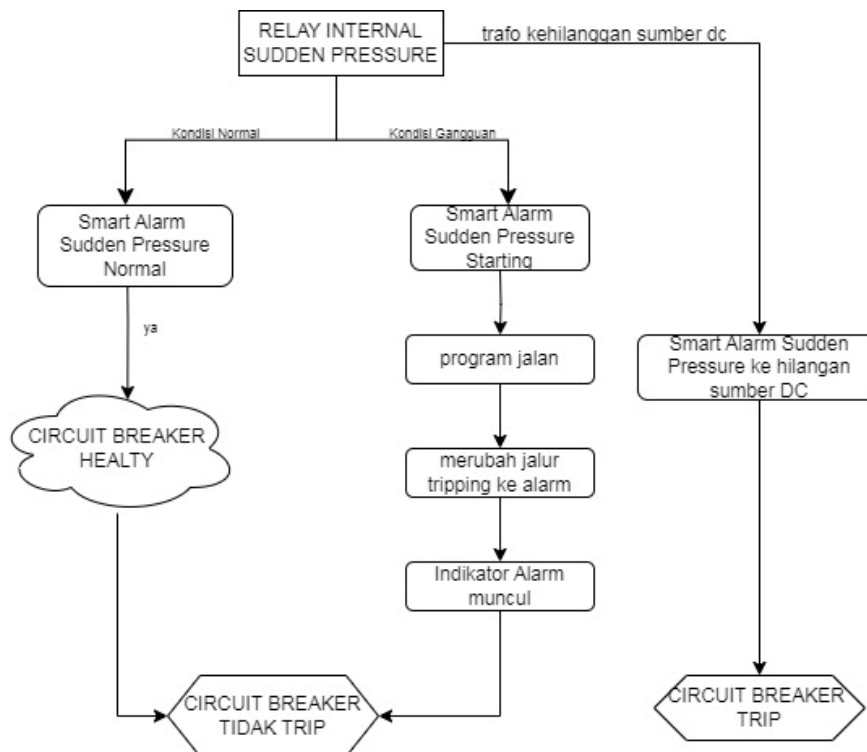 RELAY INTERNAL
SUDDEN PRESSURE
trafo kehilanggan sumber dc
Kondisi Normal
Kondisi Gangguan
Smart Alarm
Sudden Pressure
Normal
Smart Alarm
Sudden Pressure
Starting
ya
program jalan
Smart Alarm Sudden
Pressure ke hilangan
sumber DC
CIRCUIT BREAKER
HEALTY
merubah jalur
tripping ke alarm
Indikator Alarm
muncul
CIRCUIT BREAKER
TIDAK TRIP
CIRCUIT BREAKER
TRIP